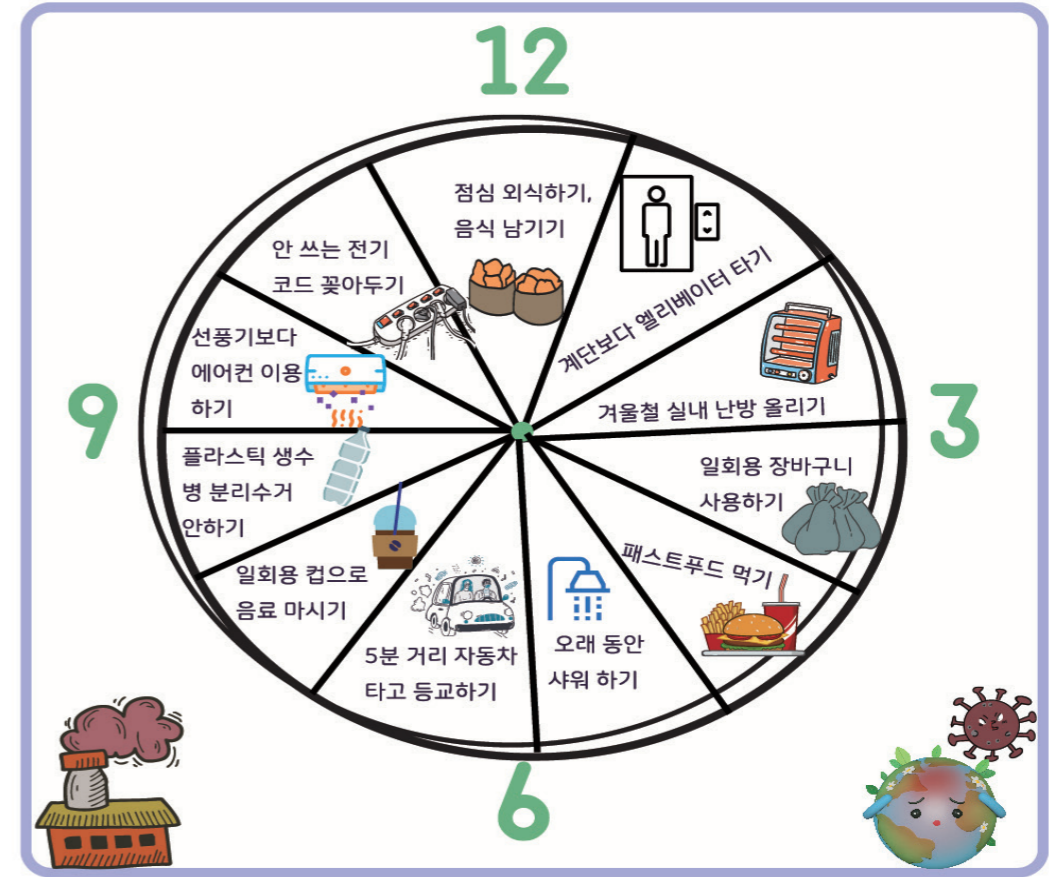 12
점심 외식하기,
음식 남기기
계단보다 엘리베이터 타기
안 쓰는 전기
코드 꽂아두기
선풍기보다
에어컨 이용
하기
겨울철 실내 난방 올리기
9
3
플라스틱 생수
병 분리수거
안하기
일회용 장바구니
사용하기
패스트푸드 먹기
일회용 컵으로
음료 마시기
5분 거리 자동차
타고 등교하기
오래 동안
샤워 하기
6